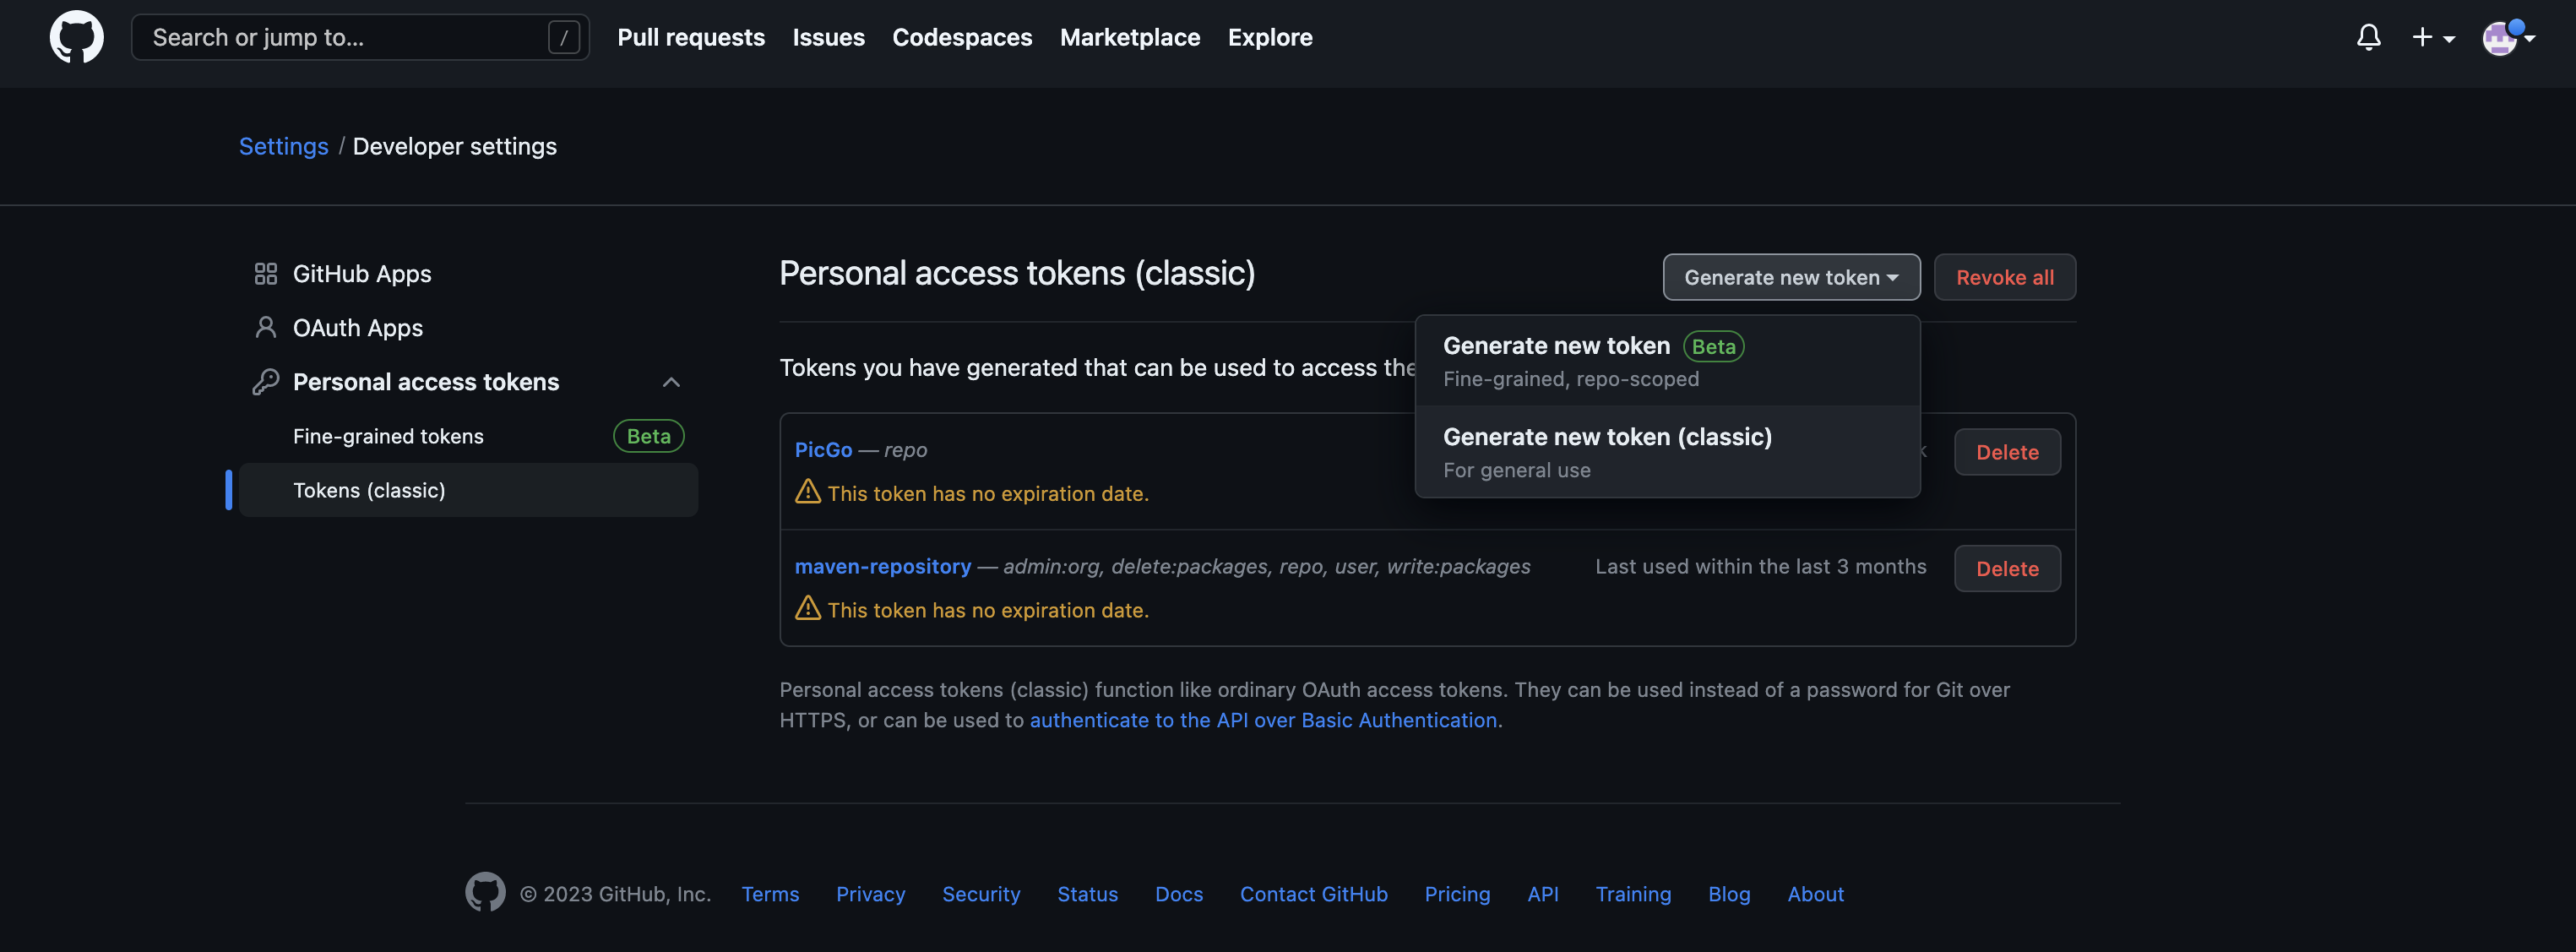 Search or jump to...
/
Pull requests
Issues
Codespaces
Marketplace
Explore
Settings / Developer settings
GitHub Apps
OAuth Apps
Personal access tokens
Fine-grained tokens
Beta
Tokens (classic)
Personal access tokens (classic)
Generate new token
Revoke all
Generate new token Beta
Fine-grained, repo-scoped
Generate new token (classic)
For general use
Tokens you have generated that can be used to access the
PicGo — repo
Delete
This token has no expiration date.
maven-repository — admin:org, delete:packages, repo, user, write:packages
Last used within the last 3 months
Delete
This token has no expiration date.
Personal access tokens (classic) function like ordinary OAuth access tokens. They can be used instead of a password for Git over
HTTPS, or can be used to authenticate to the API over Basic Authentication.
© 2023 GitHub, Inc.
Terms
Privacy
Security
Status
Docs
Contact GitHub
Pricing
API
Training
Blog
About